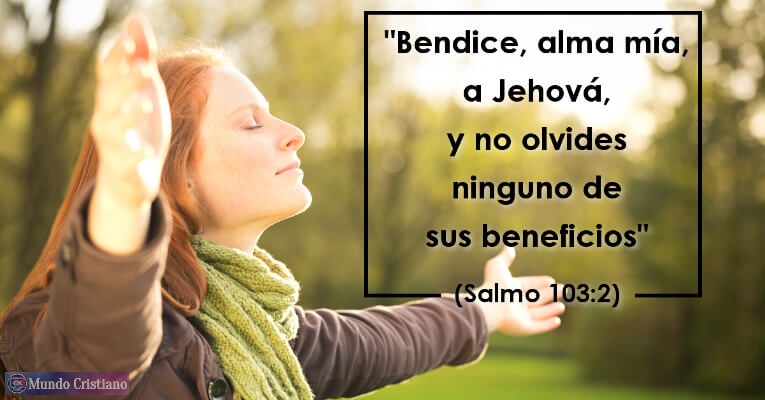 "Bendice, alma mía,
a Jehová,
y no olvides
ninguno de
sus beneficios"
(Salmo 103:2)
Mundo Cristiano